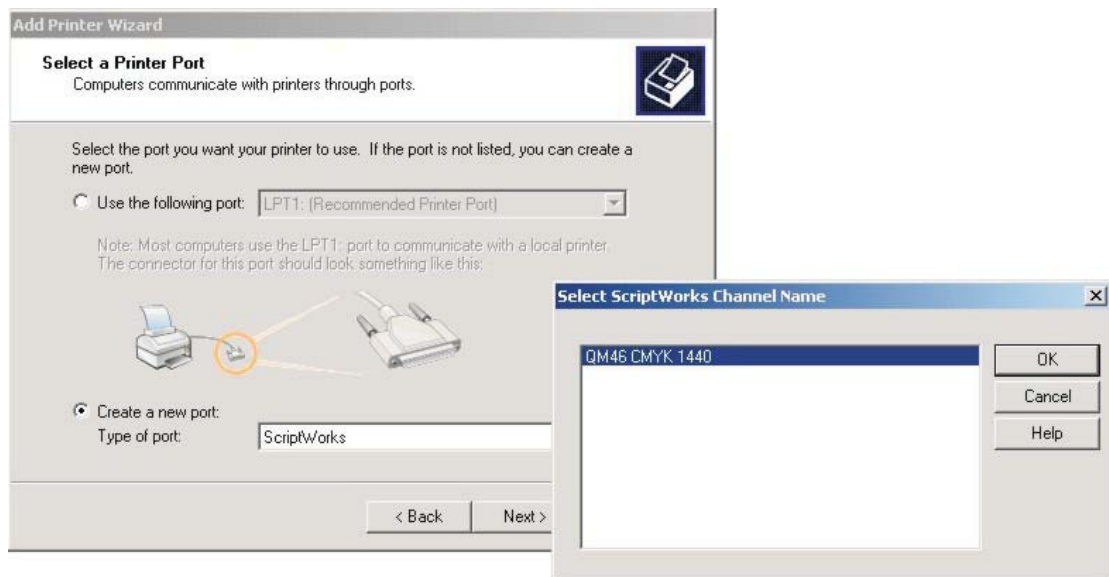 Add Printer Wizard
Select a Printer Port
Computers communicate with printers through ports.
Select the port you want your printer to use. If the port is not listed, you can create a
new port.
Use the following port:
LPT1: (Recommended Printer Port)
Note: Most computers use the LPT1: port to communicate with a local printer.
The connector for this port should look something like this:
Create a new port:
Type of port:
ScriptWorks
< Back
Next >
Select ScriptWorks Channel Name
QM46 CMYK 1440
OK
Cancel
Help